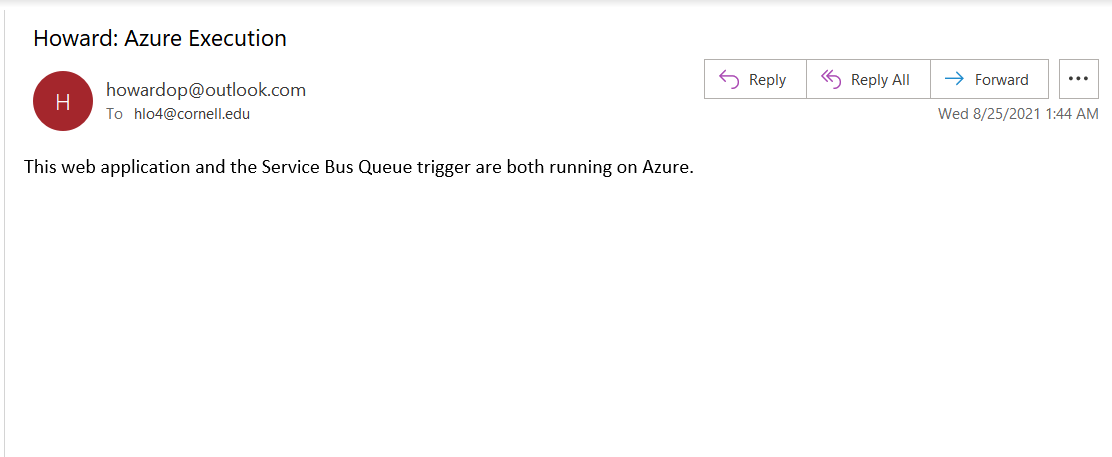 Howard: Azure Execution
H
howardop@outlook.com
To hlo4@cornell.edu
Reply
Reply All
Forward
Wed 8/25/2021 1:44 AM
This web application and the Service Bus Queue trigger are both running on Azure.